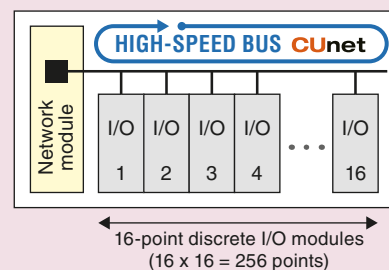 HIGH-SPEED BUS CUnet
Network module
I/O 1
I/O 2
I/O 3
I/O 4
...
I/O 16
16-point discrete I/O modules
(16 x 16 = 256 points)